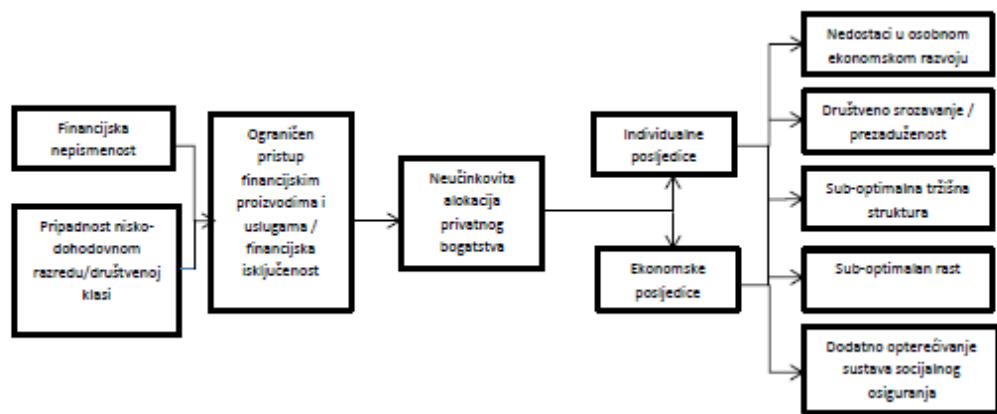 Financijska
nepismenost
Pripadnost nisko-
dohodovnom
razredu/društvenoj
klasi
Ograničen
pristup
financijskim
proizvodima i
uslugama /
financijska
isključenost
Neučinkovita
alokacija
privatnog
bogatstva
Individualne
posljedice
Ekonomske
posljedice
Nedostaci u osobnom
ekonomskom razvoju
Društveno srozavanje /
prezaduženost
Sub-optimalna tržišna
struktura
Sub-optimalan rast
Dodatno opterećivanje
sustava socijalnog
osiguranja